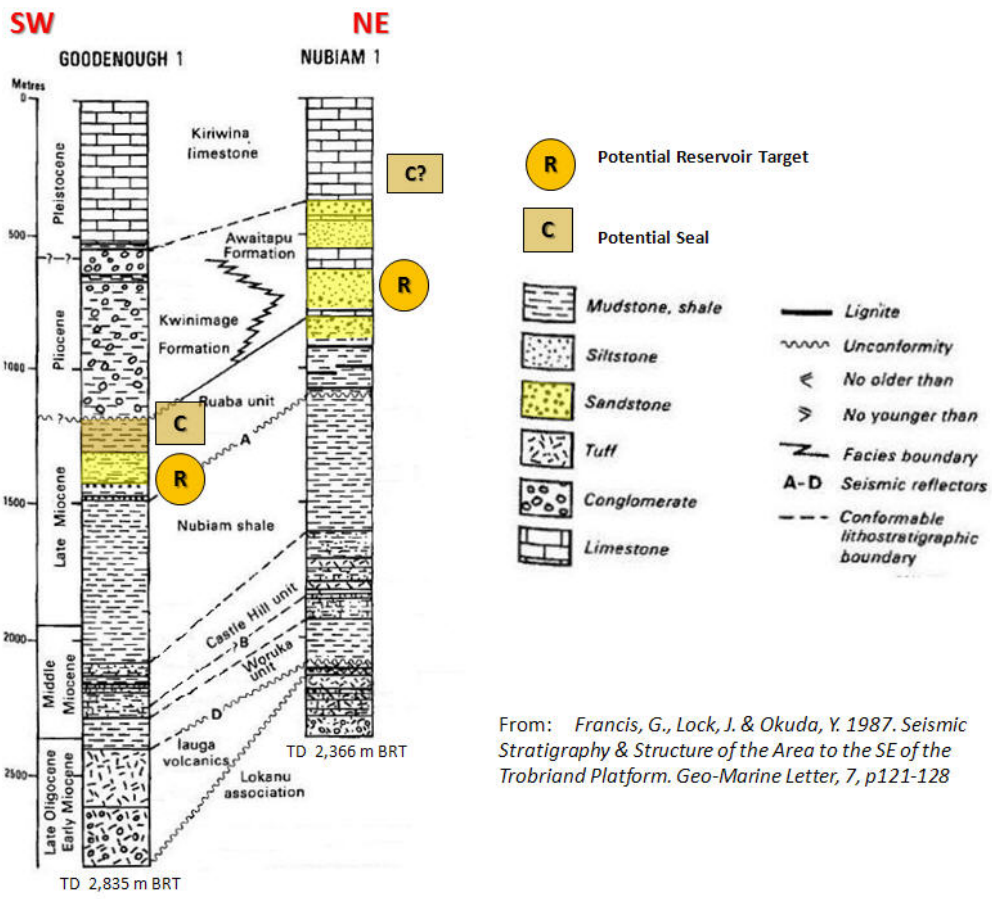 SW
NE
GOODENOUGH 1
NUBIAM 1
Metres
0
500
1000
1500
2000
2500
Pleistocene
Pliocene
Late Miocene
Middle
Miocene
Late Oligocene
Early Miocene
?
?
?
Kiriwina
limestone
Awaitapu
Formation
Kwinimage
Formation
Ruaba unit
A
Nubiam shale
Castle Hill unit
B
Woruka
unit
D
Iauga
volcanics
Lokanu
association
C?
R
C
R
TD 2,366 m BRT
TD 2,835 m BRT
R
Potential Reservoir Target
C
Potential Seal
Mudstone, shale
Siltstone
Sandstone
Tuff
Conglomerate
Limestone
Lignite
Unconformity
No older than
No younger than
Facies boundary
A-D Seismic reflectors
Conformable
lithostratigraphic
boundary
From: Francis, G., Lock, J. & Okuda, Y. 1987. Seismic
Stratigraphy & Structure of the Area to the SE of the
Trobriand Platform. Geo-Marine Letter, 7, p121-128